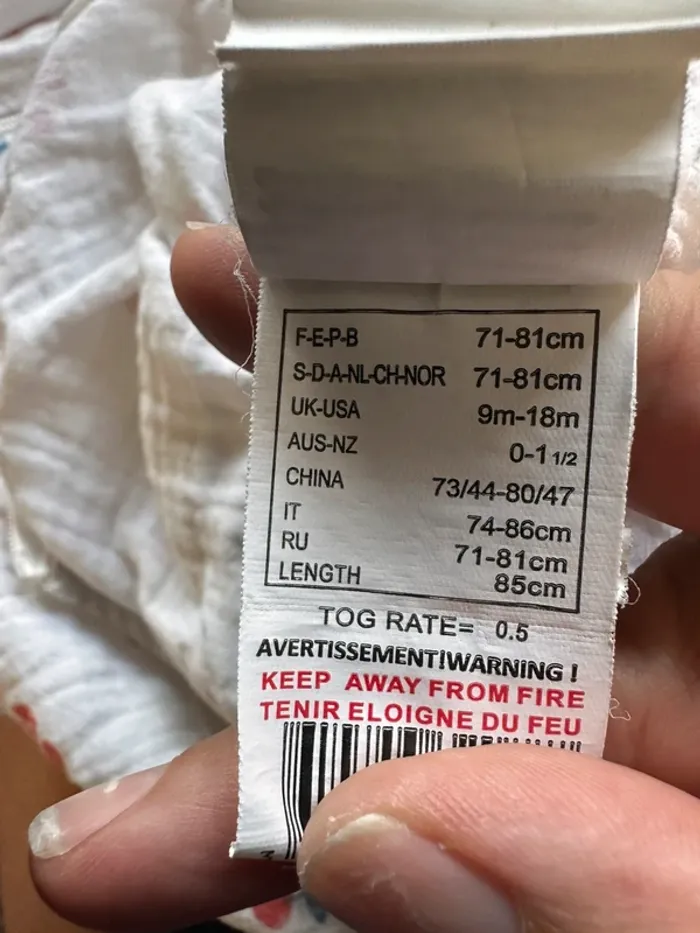 F-E-P-B 71-81cm
S-D-A-NL-CH-NOR 71-81cm
UK-USA 9m-18m
AUS-NZ 0-1 1/2
CHINA 73/44-80/47
IT 74-86cm
RU 71-81cm
LENGTH 85cm
TOG RATE= 0.5
AVERTISSEMENT!WARNING !
KEEP AWAY FROM FIRE
TENIR ELOIGNE DU FEU
3